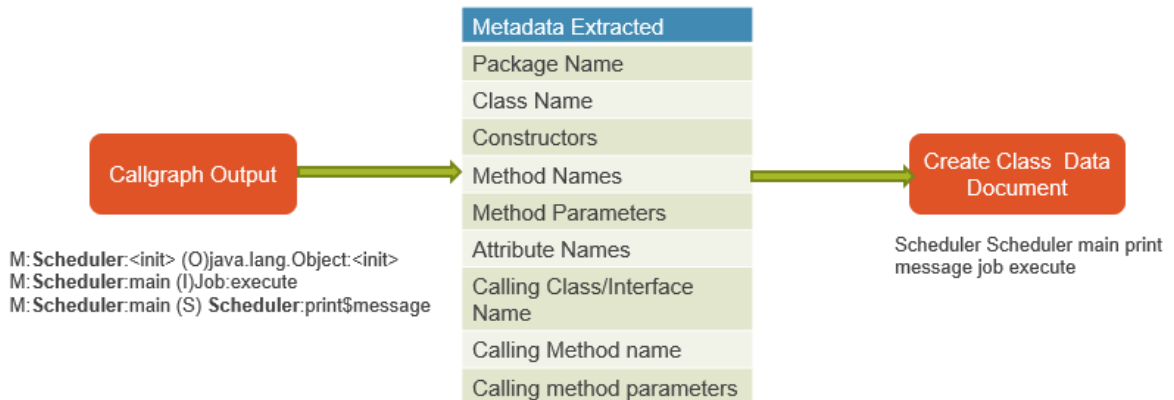 Callgraph Output
M:Scheduler:<init> (O)java.lang.Object:<init>
M:Scheduler:main (I)Job:execute
M:Scheduler:main (S) Scheduler:print$message
Metadata Extracted
Package Name
Class Name
Constructors
Method Names
Method Parameters
Attribute Names
Calling Class/Interface
Name
Calling Method name
Calling method parameters
Create Class Data
Document
Scheduler Scheduler main print
message job execute